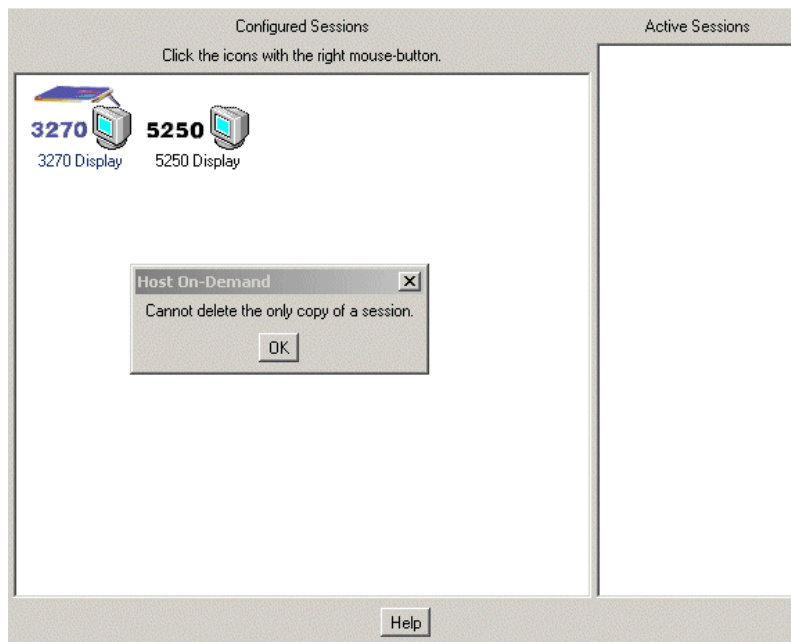 Configured Sessions
Active Sessions
Click the icons with the right mouse-button.
3270
5250
3270 Display
5250 Display
Host On-Demand
Cannot delete the only copy of a session.
OK
Help